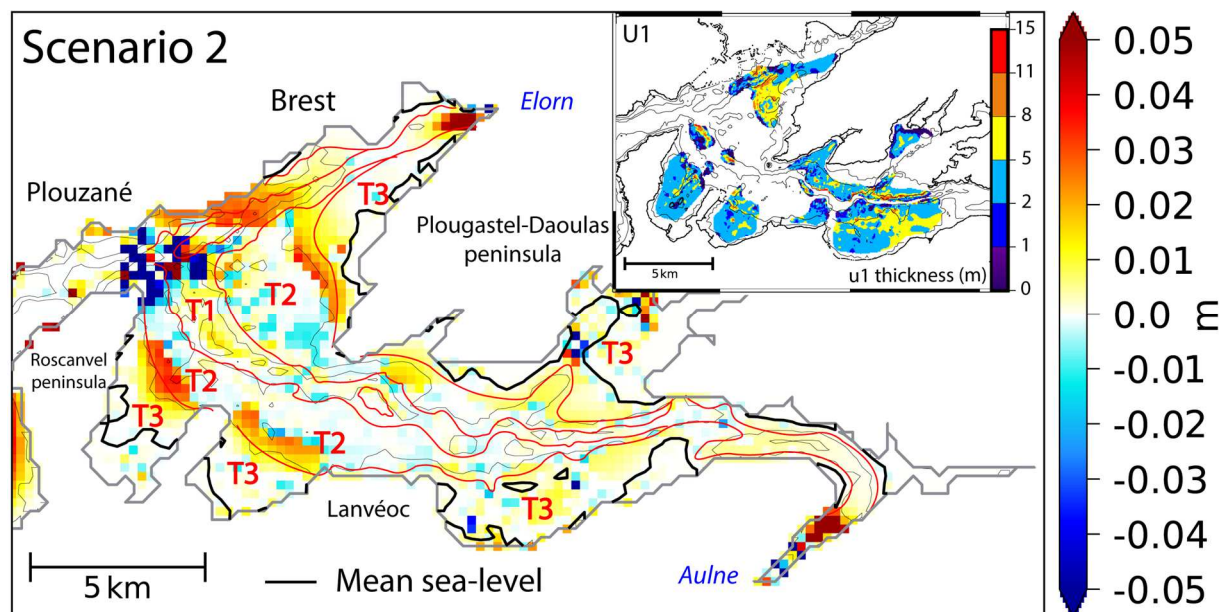 Scenario 2
Brest
Elorn
Plouzané
T3
Plougastel-Daoulas
peninsula
T2
T1
Roscanvel
peninsula
T2
T3
T3
T2
T3
T3
Lanvéoc
Aulne
5 km
Mean sea-level
U1
5 km
u1 thickness (m)
15
11
8
5
2
1
0
0.05
0.04
0.03
0.02
0.01
0.0
-0.01
-0.02
-0.03
-0.04
-0.05
m